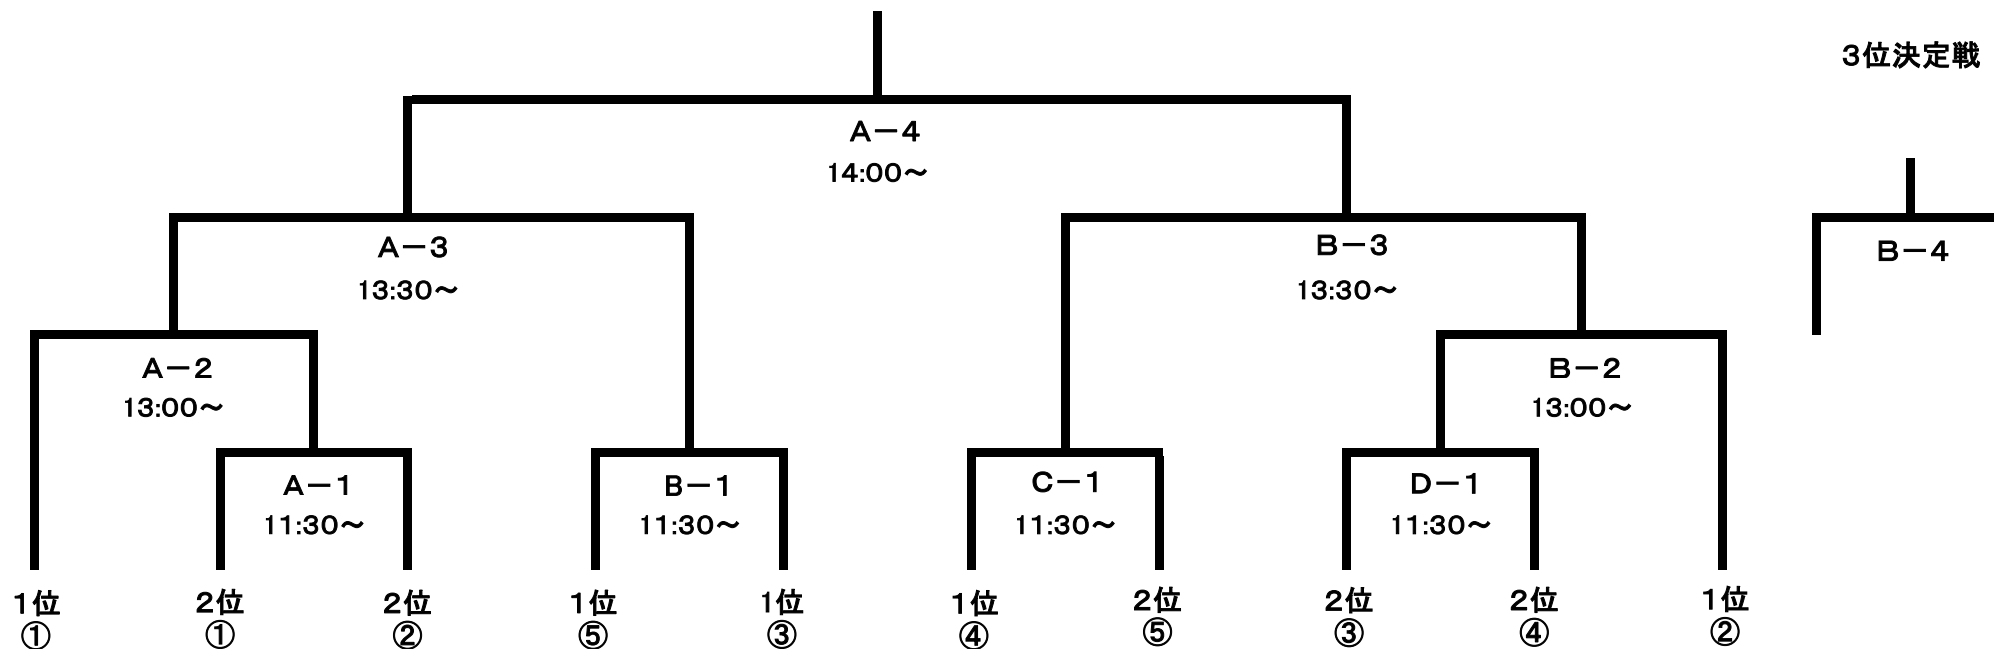 ３位決定戦
Ａ－４
14:00～
Ａ－３
13:30～
Ｂ－３
13:30～
Ｂ－４
Ａ－２
13:00～
Ｂ－２
13:00～
Ａ－１
11:30～
Ｂ－１
11:30～
Ｃ－１
11:30～
Ｄ－１
11:30～
１位
①
２位
①
２位
②
１位
⑤
１位
③
１位
④
２位
⑤
２位
③
２位
④
１位
②